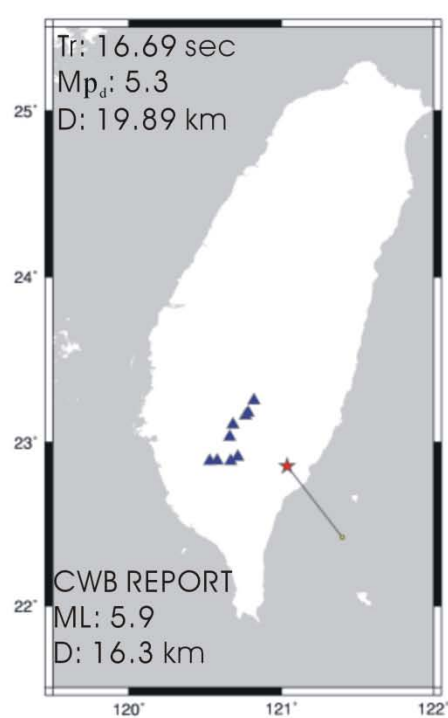 Tr: 16.69 sec
Mpd: 5.3
D: 19.89 km
25°
24°
23°
22°
CWB REPORT
ML: 5.9
D: 16.3 km
120° 121° 122°